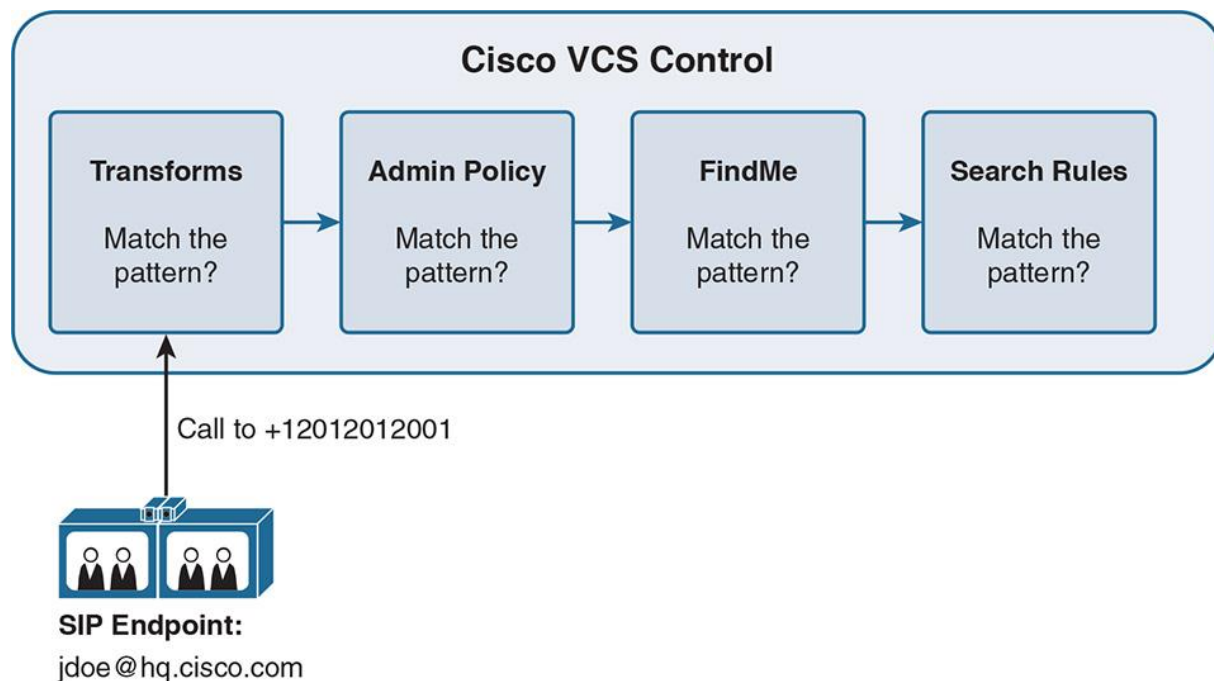 Cisco VCS Control
Transforms
Match the
pattern?
Admin Policy
Match the
pattern?
FindMe
Match the
pattern?
Search Rules
Match the
pattern?
Call to +12012012001
SIP Endpoint:
jdoe@hq.cisco.com